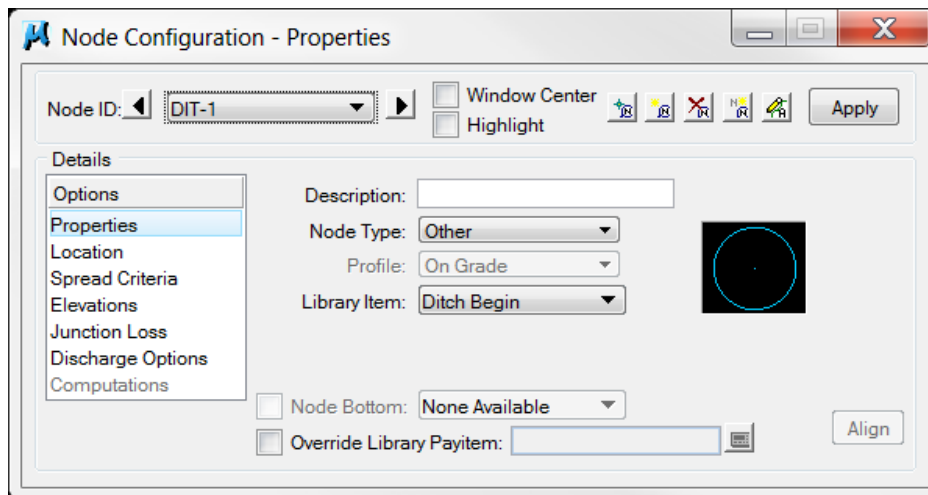 Node Configuration - Properties
Node ID: DIT-1
Window Center
Highlight
Apply
Details
Options
Properties
Location
Spread Criteria
Elevations
Junction Loss
Discharge Options
Computations
Description:
Node Type: Other
Profile: On Grade
Library Item: Ditch Begin
Node Bottom: None Available
Override Library Payitem:
Align